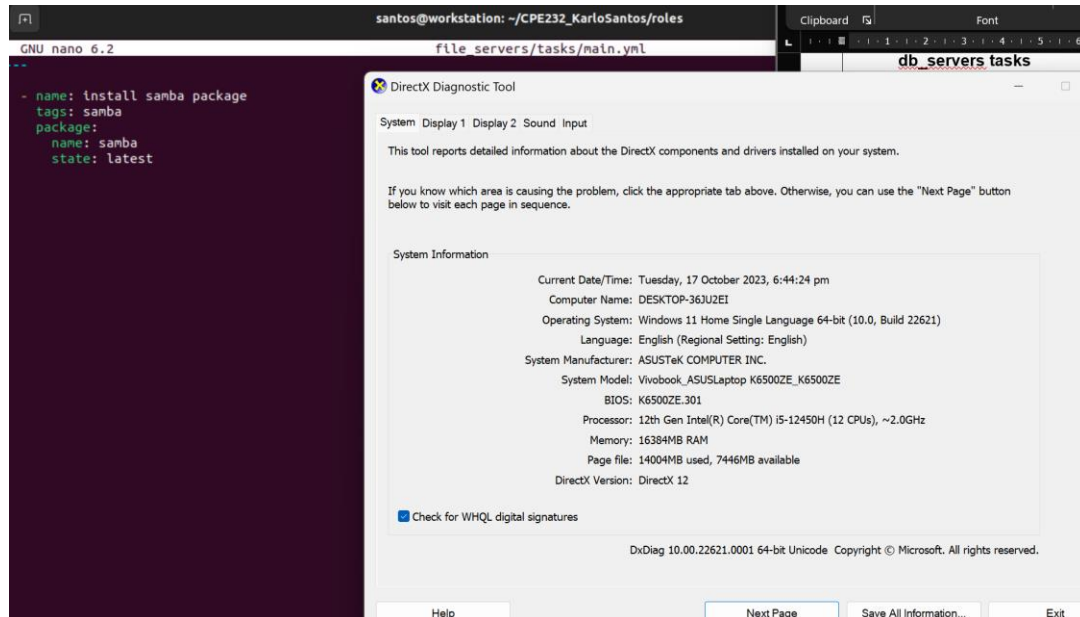 santos@workstation: ~/CPE232_KarloSantos/roles
GNU nano 6.2 file_servers/tasks/main.yml
---
- name: install samba package
tags: samba
package:
name: samba
state: latest
Clipboard Font
1 2 3 4 5 6
db_servers tasks
DirectX Diagnostic Tool
System Display 1 Display 2 Sound Input
This tool reports detailed information about the DirectX components and drivers installed on your system.
If you know which area is causing the problem, click the appropriate tab above. Otherwise, you can use the "Next Page" button
below to visit each page in sequence.
System Information
Current Date/Time: Tuesday, 17 October 2023, 6:44:24 pm
Computer Name: DESKTOP-36JU2EI
Operating System: Windows 11 Home Single Language 64-bit (10.0, Build 22621)
Language: English (Regional Setting: English)
System Manufacturer: ASUSTeK COMPUTER INC.
System Model: Vivobook_ASUSLaptop K6500ZE_K6500ZE
BIOS: K6500ZE.301
Processor: 12th Gen Intel(R) Core(TM) i5-12450H (12 CPUs), ~2.0GHz
Memory: 16384MB RAM
Page file: 14004MB used, 7446MB available
DirectX Version: DirectX 12
Check for WHQL digital signatures
DxDiag 10.00.22621.0001 64-bit Unicode Copyright © Microsoft. All rights reserved.
Help Next Page Save All Information... Exit